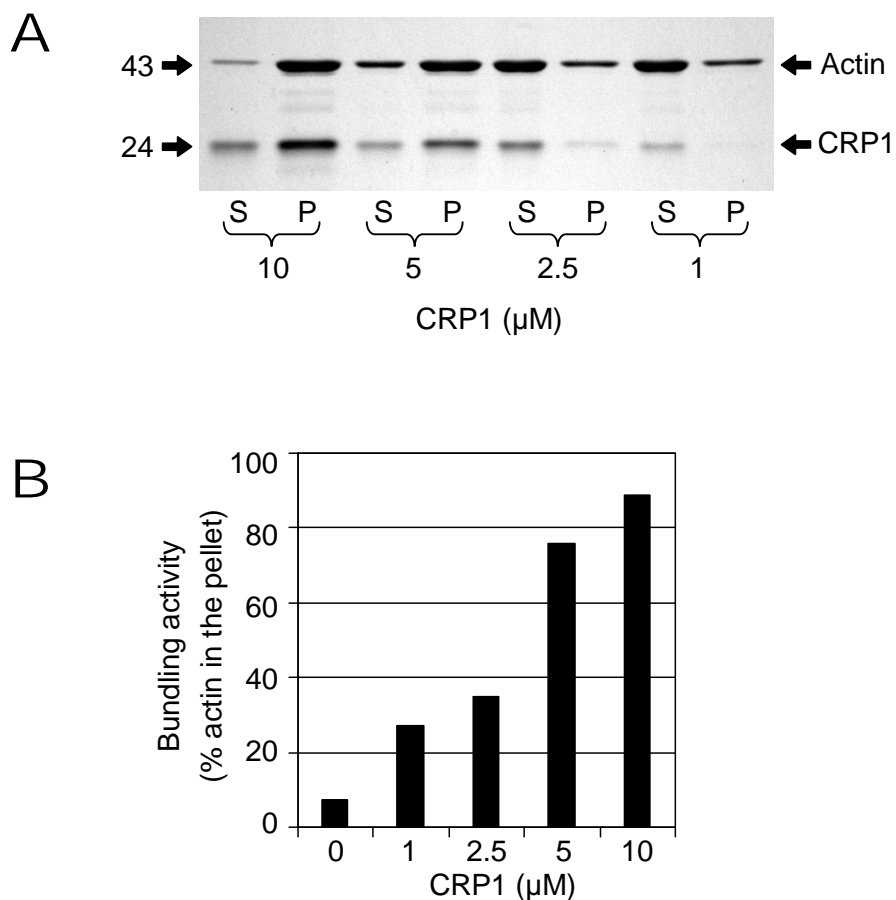 A
43 Actin
24 CRP1
S P S P S P S P
10 5 2.5 1
CRP1 (µM)
B
Bundling activity
(% actin in the pellet)
100
80
60
40
20
0
0 1 2.5 5 10
CRP1 (µM)